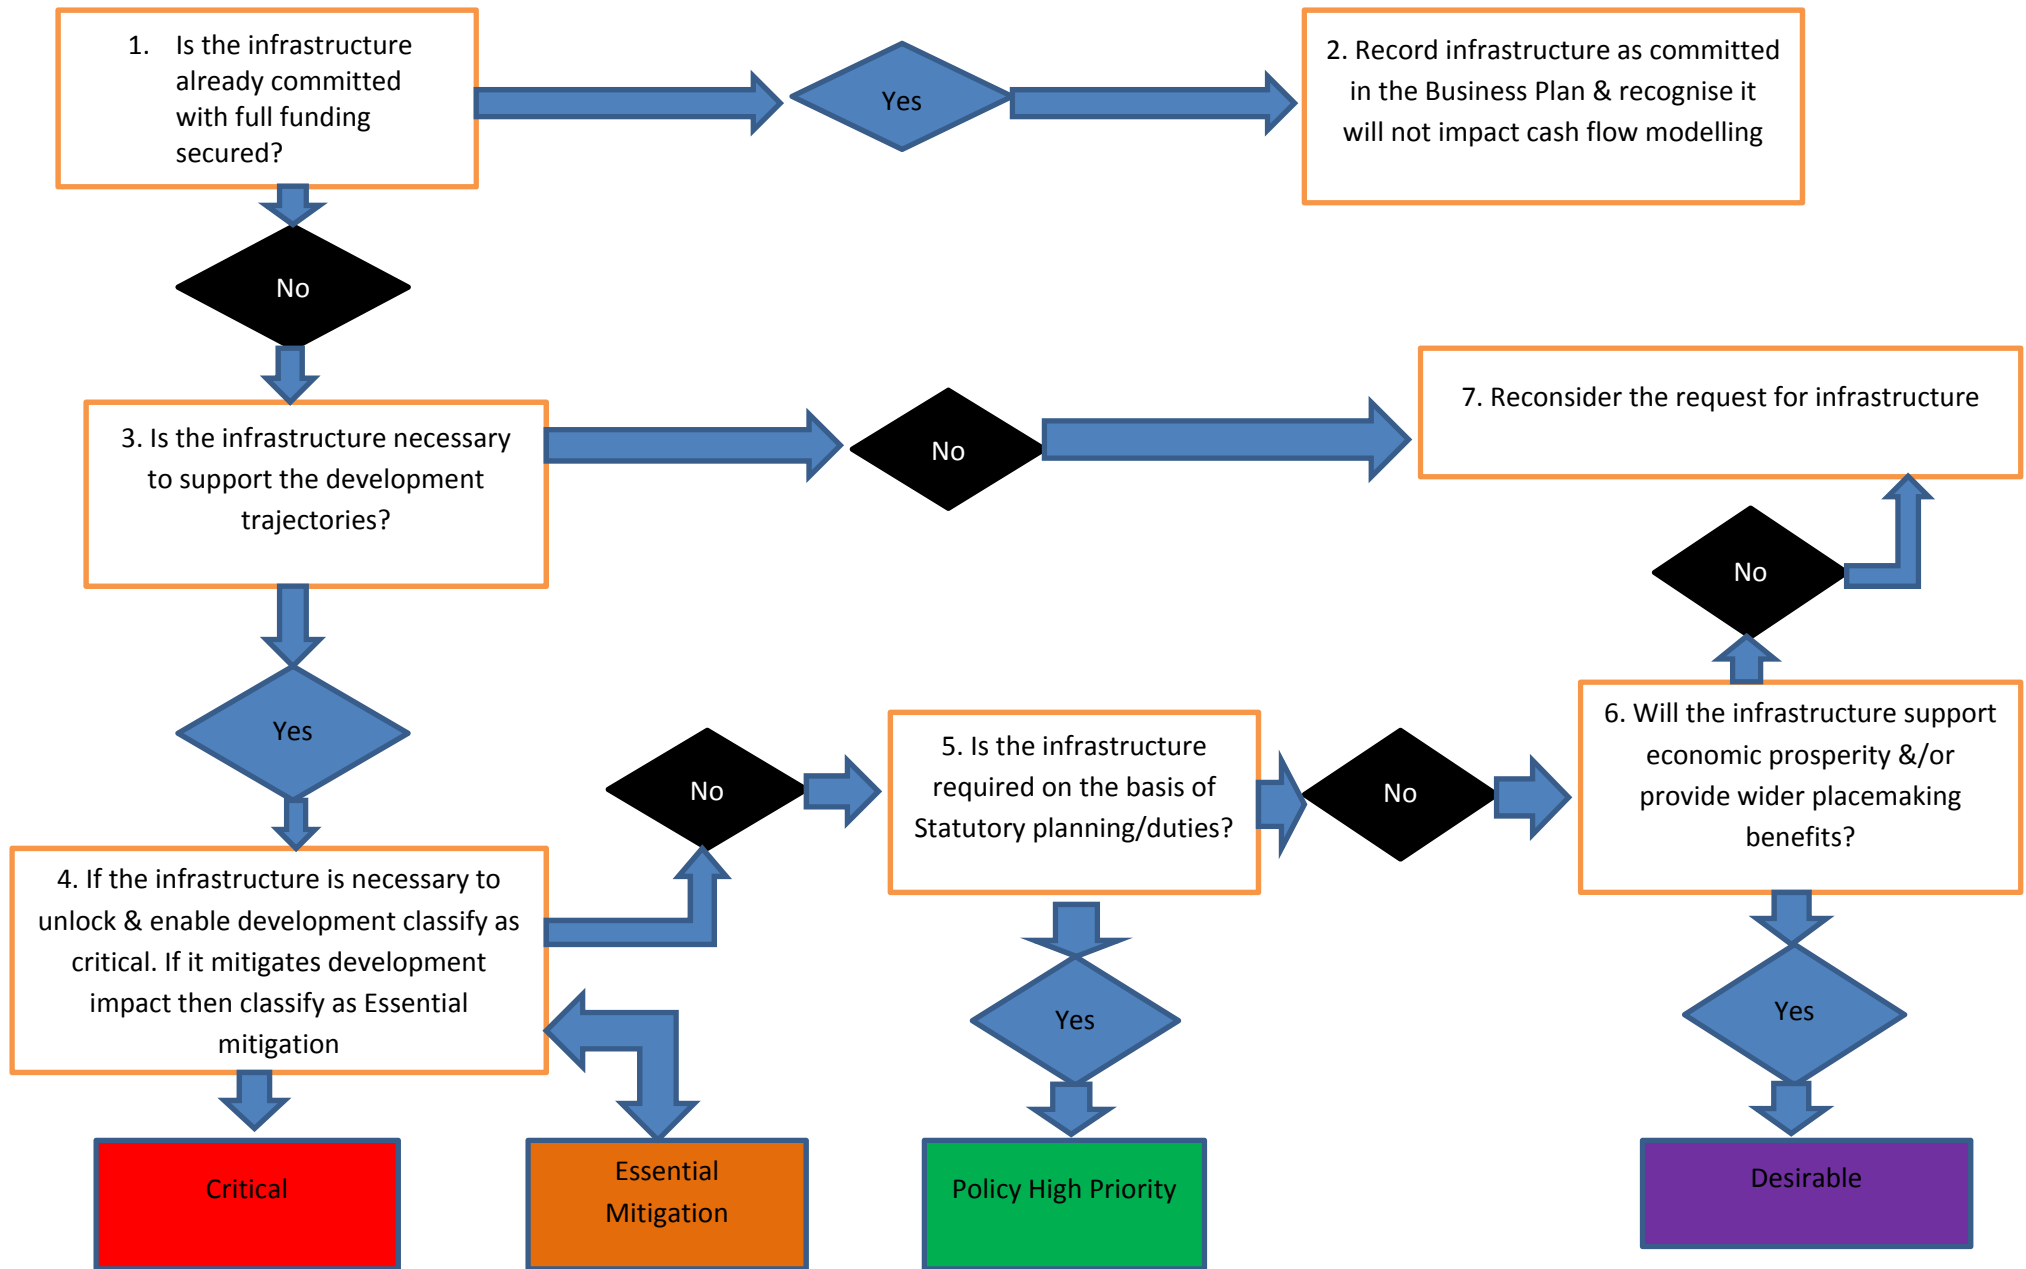 1. Is the infrastructure
already committed
with full funding
secured?
Yes
2. Record infrastructure as committed
in the Business Plan & recognise it
will not impact cash flow modelling
No
3. Is the infrastructure necessary
to support the development
trajectories?
No
7. Reconsider the request for infrastructure
No
Yes
4. If the infrastructure is necessary to
unlock & enable development classify as
critical. If it mitigates development
impact then classify as Essential
mitigation
No
5. Is the infrastructure
required on the basis of
Statutory planning/duties?
No
6. Will the infrastructure support
economic prosperity &/or
provide wider placemaking
benefits?
Yes
Yes
Critical
Essential
Mitigation
Policy High Priority
Desirable